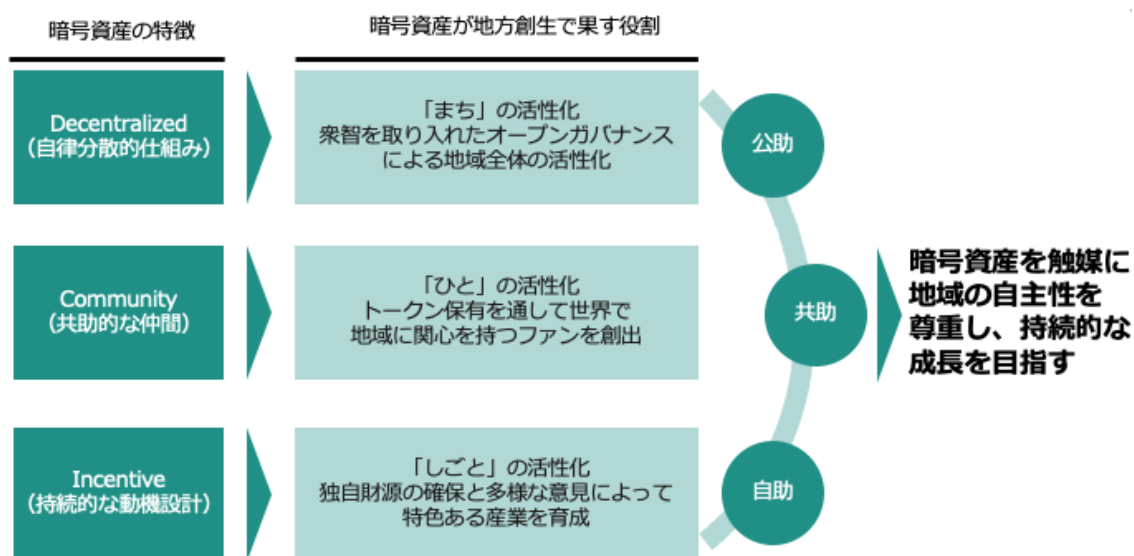 暗号資産の特徴
暗号資産が地方創生で果す役割
Decentralized
（自律分散的仕組み）
「まち」の活性化
衆智を取り入れたオープンガバナンス
による地域全体の活性化
公助
Community
（共助的な仲間）
「ひと」の活性化
トークン保有を通して世界で
地域に関心を持つファンを創出
共助
暗号資産を触媒に
地域の自主性を
尊重し、持続的な
成長を目指す
Incentive
（持続的な動機設計）
「しごと」の活性化
独自財源の確保と多様な意見によって
特色ある産業を育成
自助